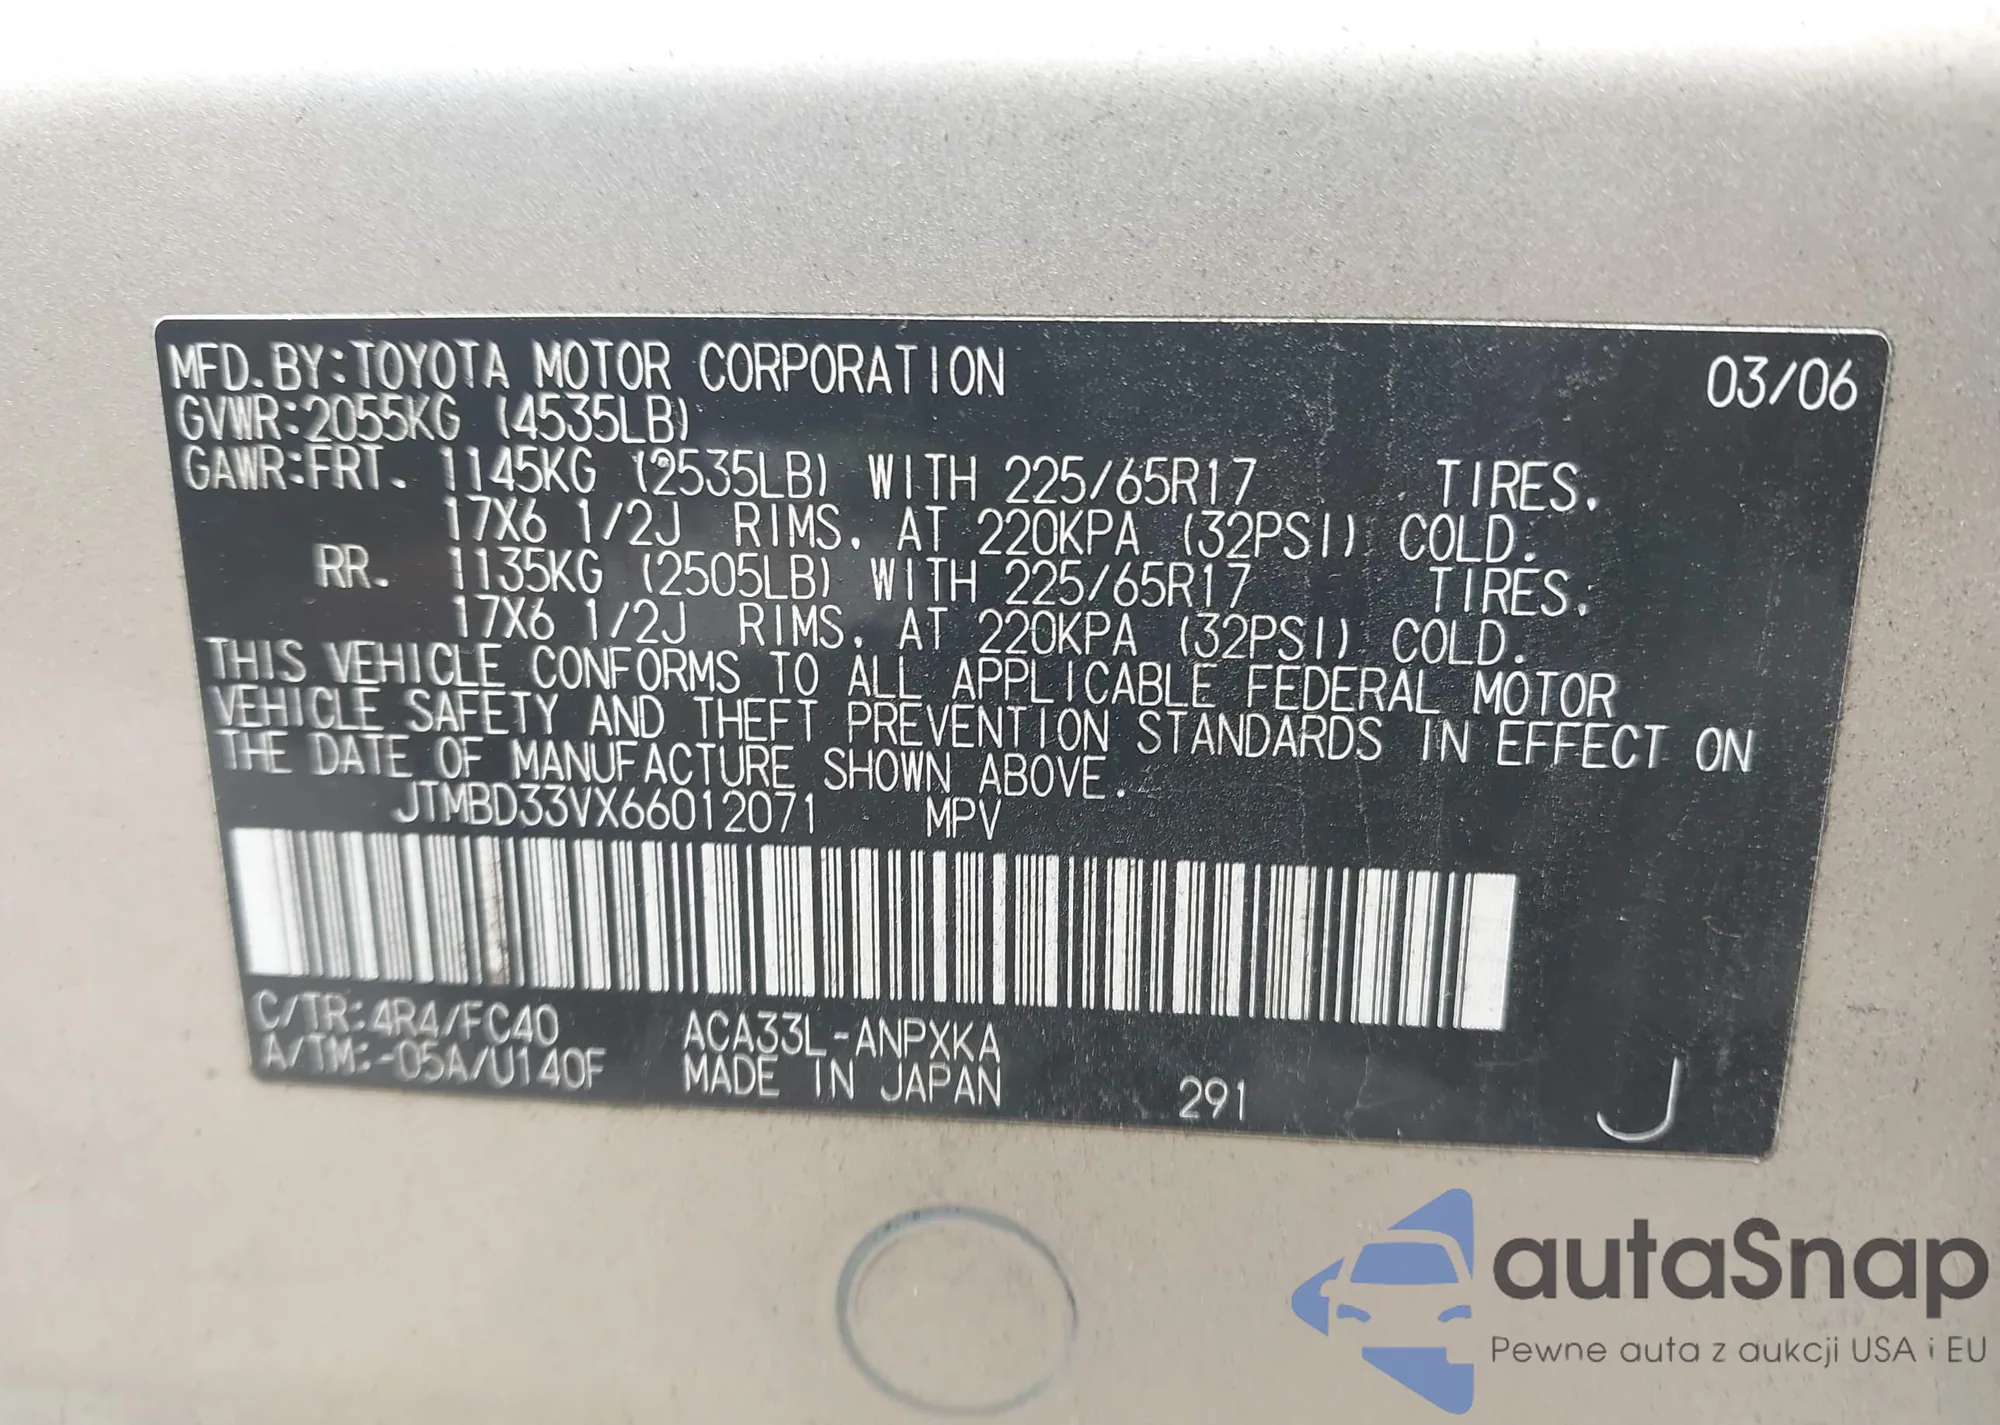 MFD.BY:TOYOTA MOTOR CORPORATION 03/06
GVWR:2055KG (4535LB)
GAWR:FRT. 1145KG (2535LB) WITH 225/65R17 TIRES,
17X6 1/2J RIMS, AT 220KPA (32PSI) COLD.
RR. 1135KG (2505LB) WITH 225/65R17 TIRES,
17X6 1/2J RIMS, AT 220KPA (32PSI) COLD.
THIS VEHICLE CONFORMS TO ALL APPLICABLE FEDERAL MOTOR
VEHICLE SAFETY AND THEFT PREVENTION STANDARDS IN EFFECT ON
THE DATE OF MANUFACTURE SHOWN ABOVE.
JTMBD33VX66012071 MPV
C/TR:4R4/FC40 ACA33L-ANPXKA
A/TM:-05A/U140F MADE IN JAPAN 291 J
autaSnap
Pewne auta z aukcji USA i EU